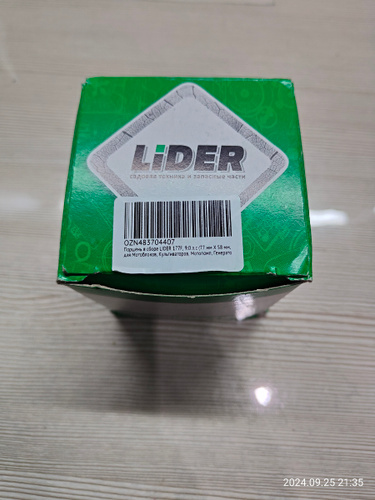 LiDER
садовая техника и запасные части
OZN483704407
Поршень в сборе LIDER 177F, 9,0 л.с (77 мм X 58 мм,
для Мотоблоков, Культиваторов, Мотопомп, Генерато
2024.09.25 21:35